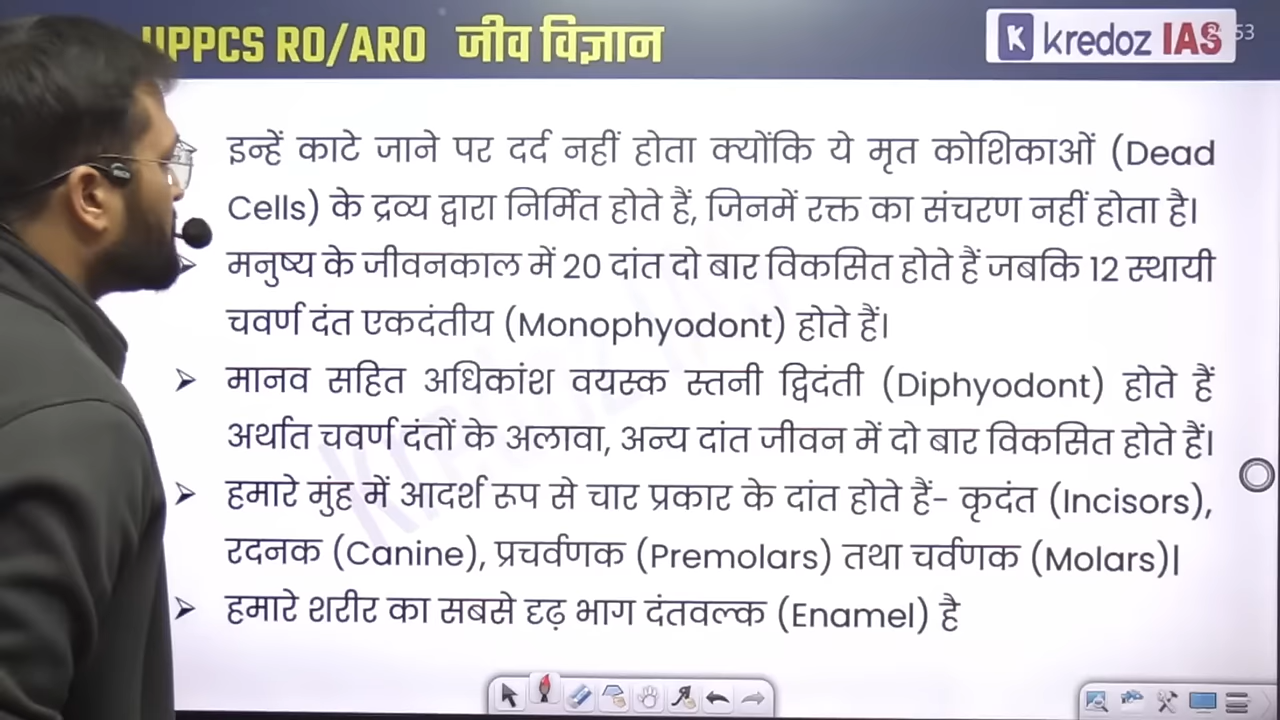 UPPCS RO/ARO जीव विज्ञान
kredoz IAS
इन्हें काटे जाने पर दर्द नहीं होता क्योंकि ये मृत कोशिकाओं (Dead
Cells) के द्रव्य द्वारा निर्मित होते हैं, जिनमें रक्त का संचरण नहीं होता है।
मनुष्य के जीवनकाल में 20 दांत दो बार विकसित होते हैं जबकि 12 स्थायी
चवर्ण दंत एकदंतीय (Monophyodont) होते हैं।
मानव सहित अधिकांश वयस्क स्तनी द्विदंती (Diphyodont) होते हैं
अर्थात चवर्ण दंतों के अलावा, अन्य दांत जीवन में दो बार विकसित होते हैं।
हमारे मुंह में आदर्श रूप से चार प्रकार के दांत होते हैं- कृदंत (Incisors),
रदनक (Canine), प्रचर्वणक (Premolars) तथा चर्वणक (Molars)|
हमारे शरीर का सबसे दृढ़ भाग दंतवल्क (Enamel) है